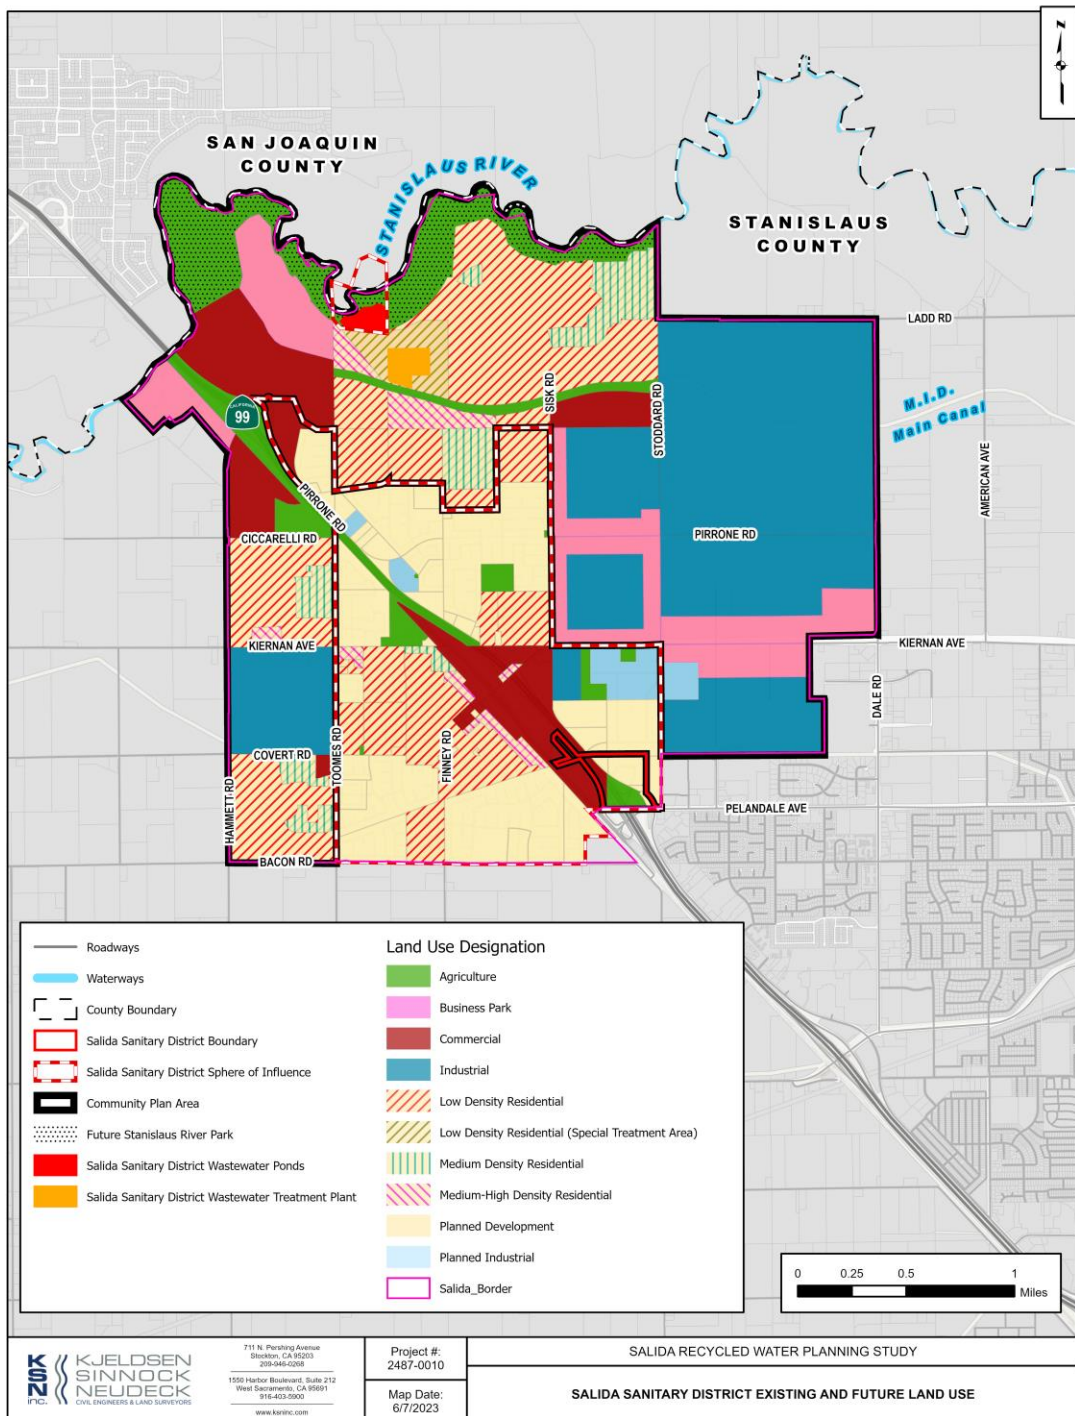 N
SAN JOAQUIN
COUNTY
STANISLAUS RIVER
STANISLAUS
COUNTY
LADD RD
M.I.D.
Main Canal
AMERICAN AVE
SISK RD
STODDARD RD
CALIFORNIA
99
PIRRONE RD
CICCARELLI RD
PIRRONE RD
KIERNAN AVE
KIERNAN AVE
DALE RD
COVERT RD
TOOMES RD
FINNEY RD
HAMMETT RD
PELANDALE AVE
BACON RD
Roadways
Waterways
County Boundary
Salida Sanitary District Boundary
Salida Sanitary District Sphere of Influence
Community Plan Area
Future Stanislaus River Park
Salida Sanitary District Wastewater Ponds
Salida Sanitary District Wastewater Treatment Plant
Land Use Designation
Agriculture
Business Park
Commercial
Industrial
Low Density Residential
Low Density Residential (Special Treatment Area)
Medium Density Residential
Medium-High Density Residential
Planned Development
Planned Industrial
Salida_Border
0 0.25 0.5 1
Miles
KSN
inc.
KJELDSEN
SINNOCK
NEUDECK
CIVIL ENGINEERS & LAND SURVEYORS
711 N. Pershing Avenue
Stockton, CA 95203
209-946-0268
1550 Harbor Boulevard, Suite 212
West Sacramento, CA 95691
916-403-5900
www.ksninc.com
Project #:
2487-0010
Map Date:
6/7/2023
SALIDA RECYCLED WATER PLANNING STUDY
SALIDA SANITARY DISTRICT EXISTING AND FUTURE LAND USE